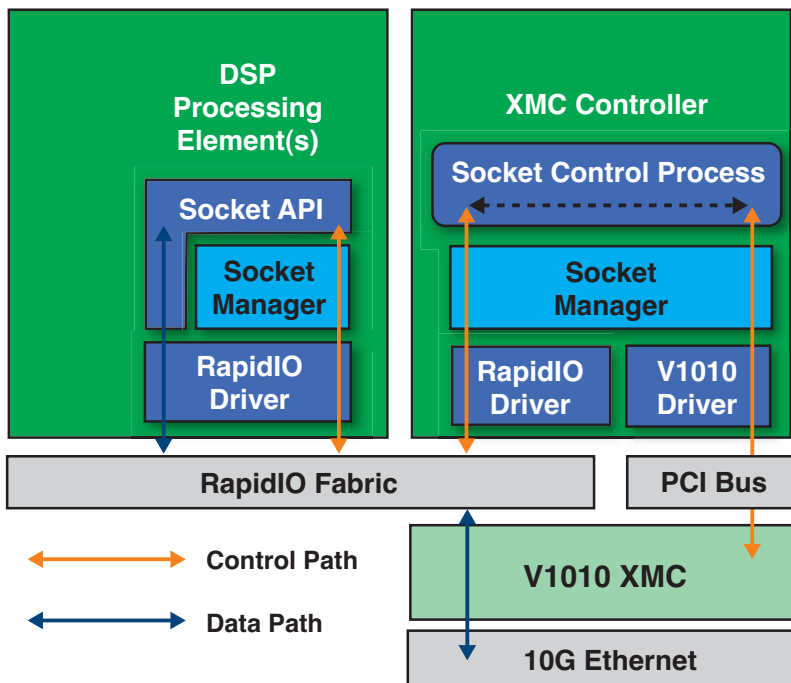 DSP
Processing
Element(s)
Socket API
Socket
Manager
RapidIO
Driver
XMC Controller
Socket Control Process
Socket
Manager
RapidIO
Driver
V1010
Driver
RapidIO Fabric
PCI Bus
Control Path
Data Path
V1010 XMC
10G Ethernet